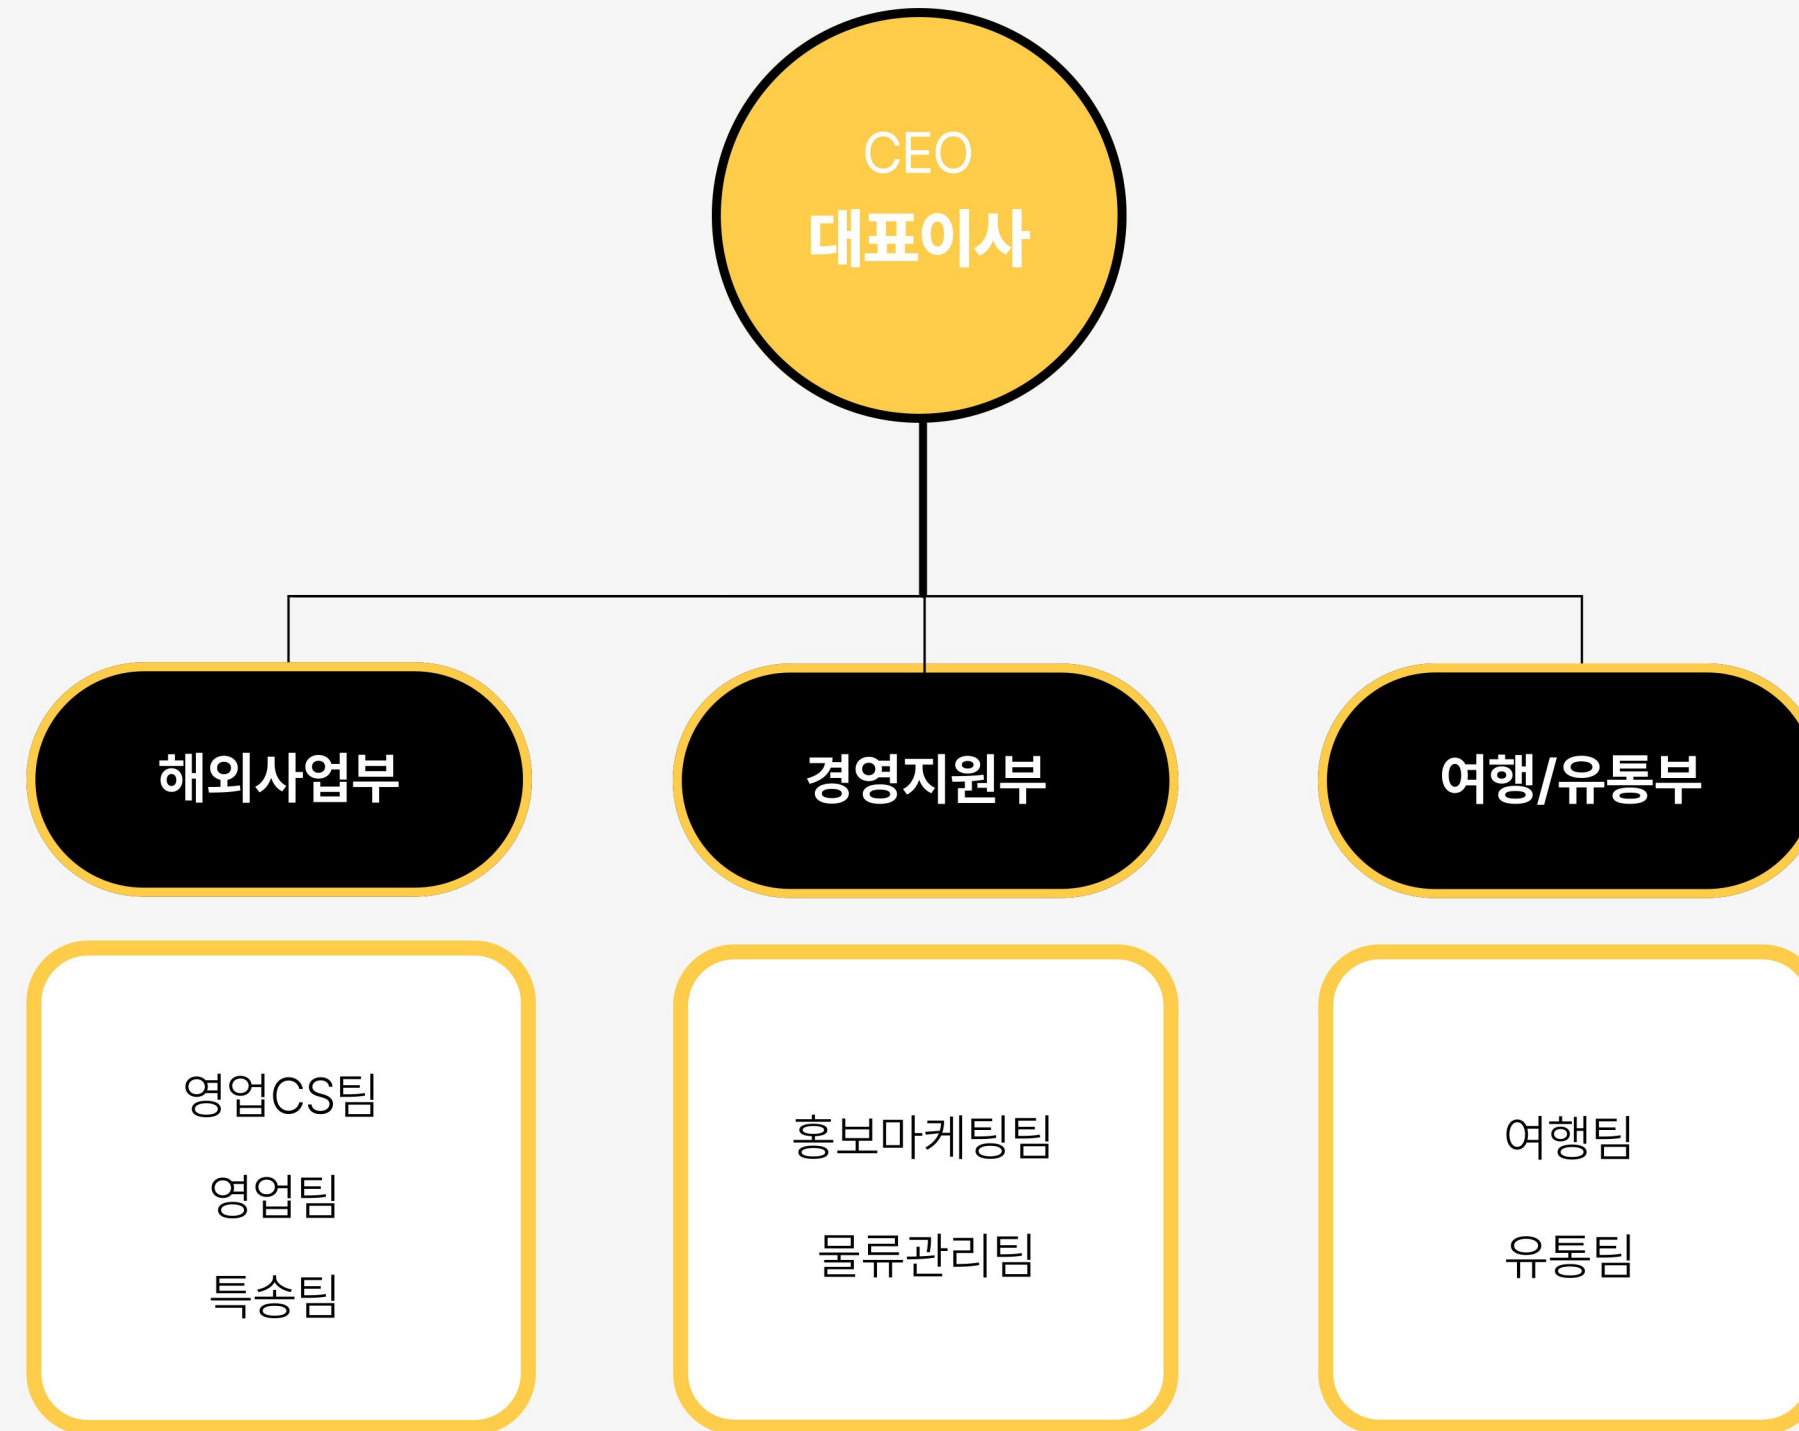 CEO
대표이사
해외사업부
경영지원부
여행/유통부
영업CS팀
영업팀
특송팀
홍보마케팅팀
물류관리팀
여행팀
유통팀